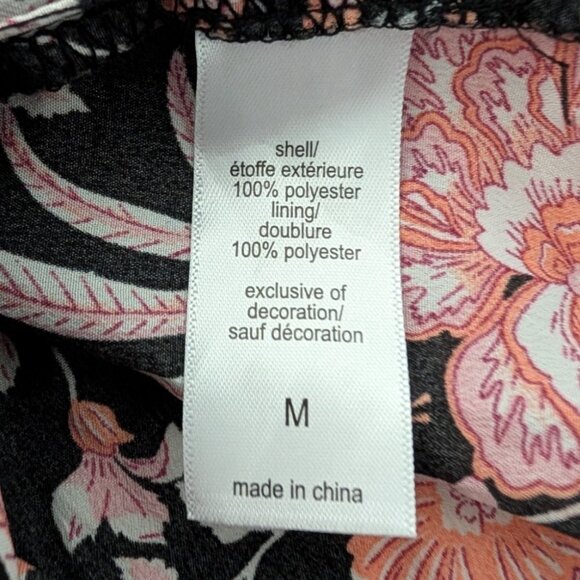 shell/
étoffe extérieure
100% polyester
lining/
doublure
100% polyester
exclusive of
decoration/
sauf décoration
M
made in china